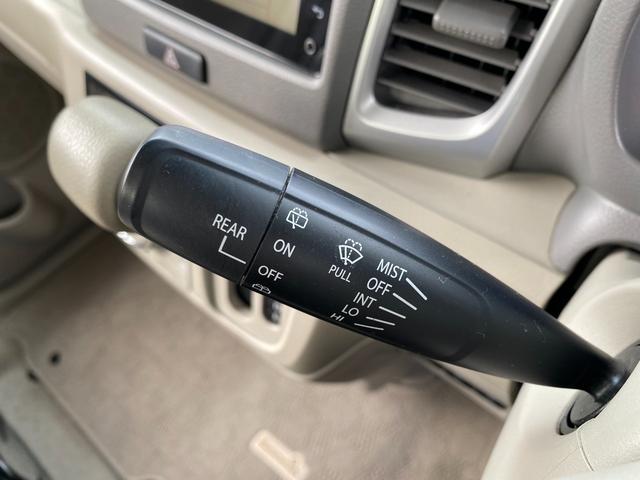 REAR
ON
OFF
PULL
MIST
OFF
INT
LO
HI